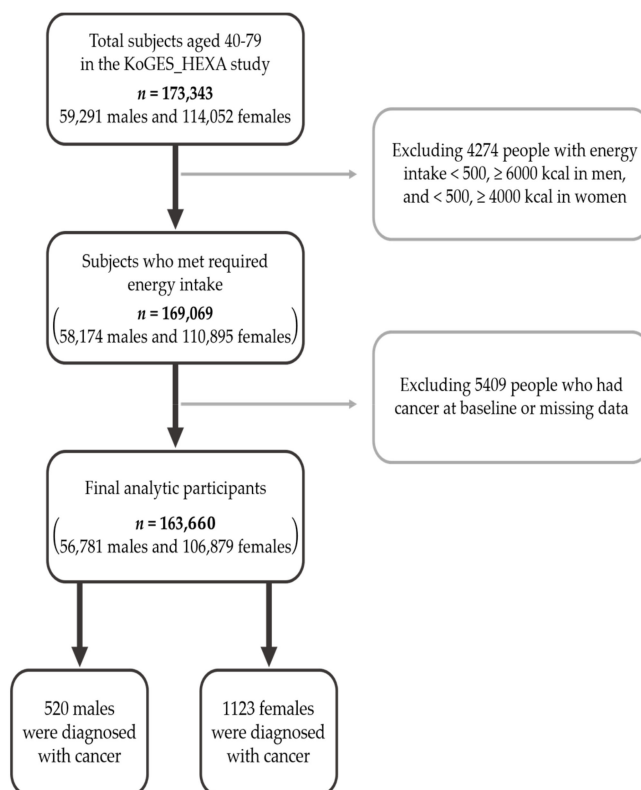 Total subjects aged 40-79
in the KoGES_HEXA study
n = 173,343
59,291 males and 114,052 females
Excluding 4274 people with energy
intake < 500, ≥ 6000 kcal in men,
and < 500, ≥ 4000 kcal in women
Subjects who met required
energy intake
n = 169,069
(58,174 males and 110,895 females)
Excluding 5409 people who had
cancer at baseline or missing data
Final analytic participants
n = 163,660
(56,781 males and 106,879 females)
520 males
were diagnosed
with cancer
1123 females
were diagnosed
with cancer